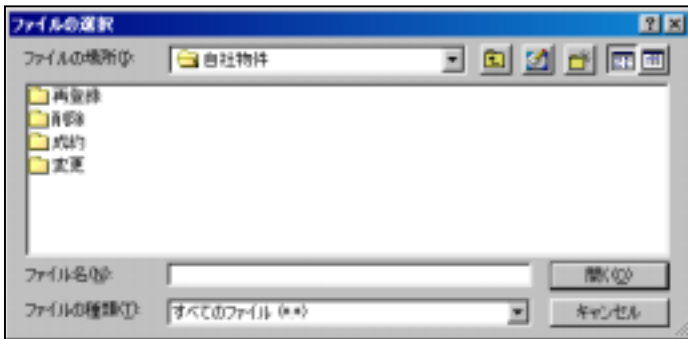 ファイルの選択
ファイルの場所(I): 自社物件
再登録
削除
成約
変更
ファイル名(N): 開く(O)
ファイルの種類(T): すべてのファイル (*.*) キャンセル